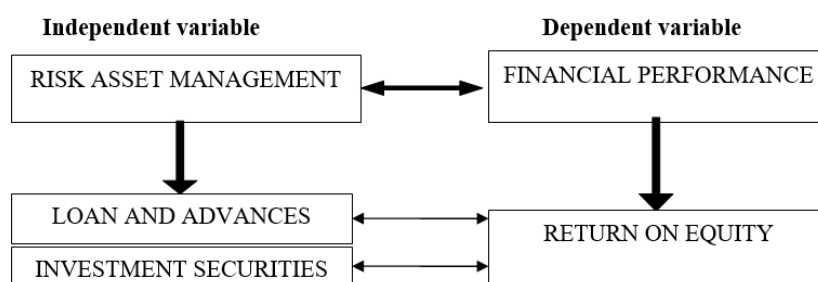 Independent variable
Dependent variable
RISK ASSET MANAGEMENT
FINANCIAL PERFORMANCE
LOAN AND ADVANCES
RETURN ON EQUITY
INVESTMENT SECURITIES